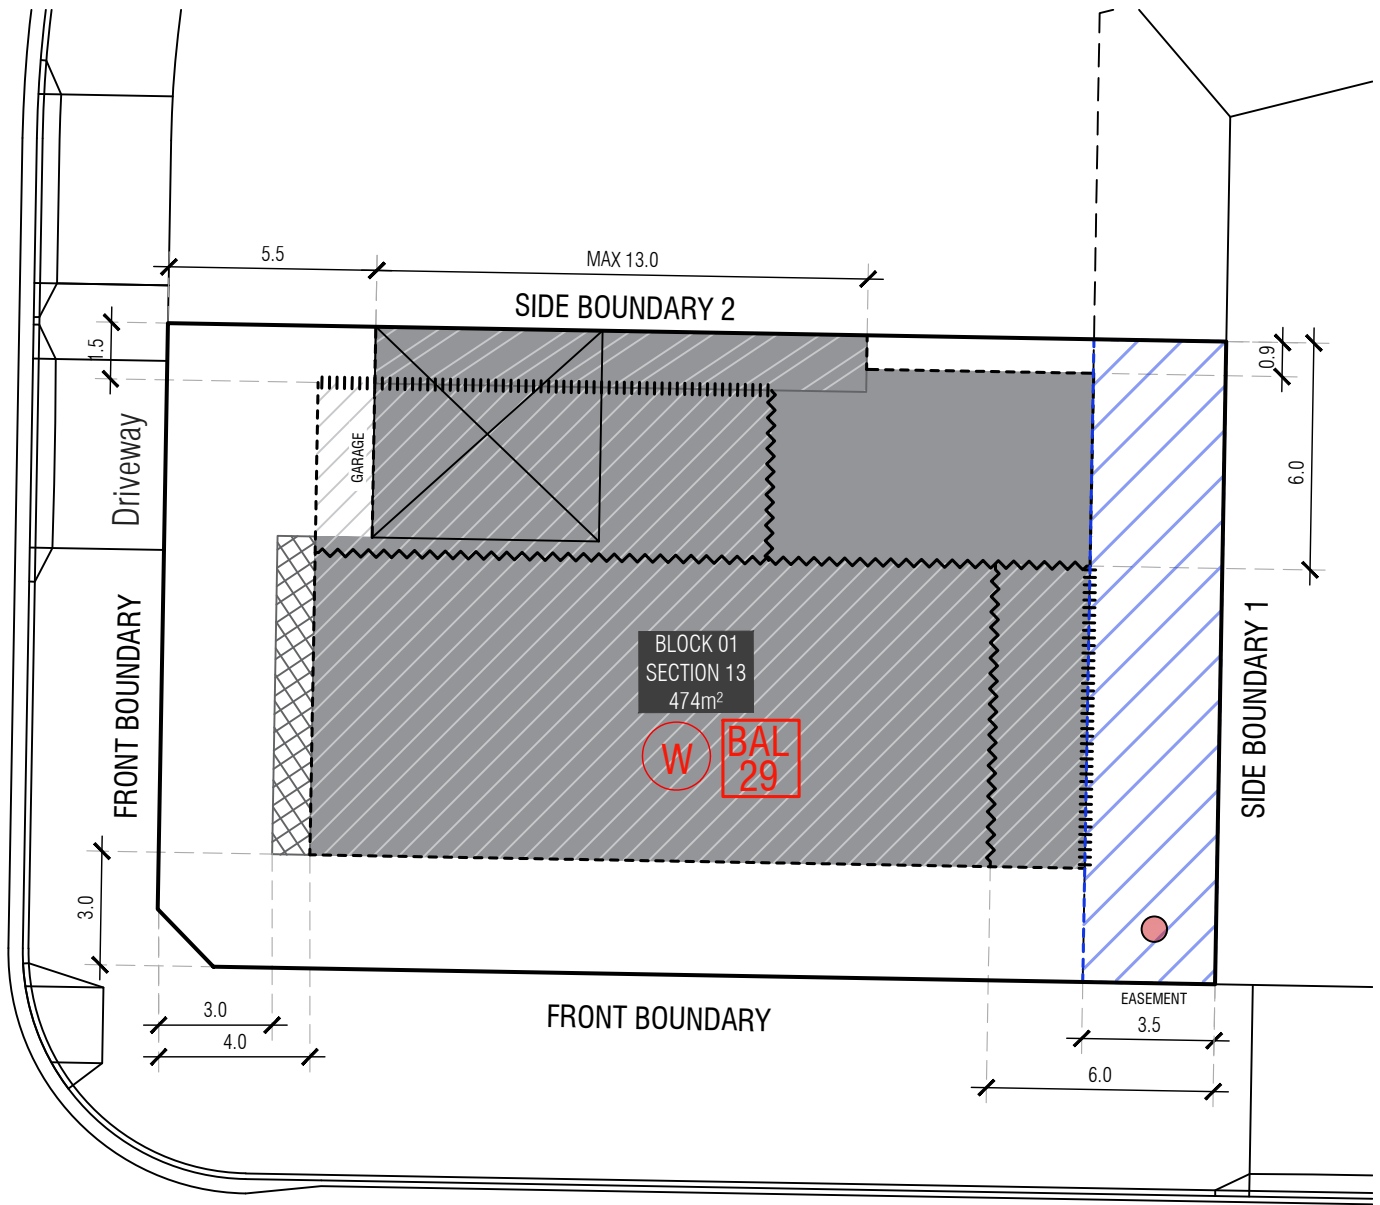 5.5
MAX 13.0
SIDE BOUNDARY 2
1.5
0.9
6.0
Driveway
GARAGE
FRONT BOUNDARY
SIDE BOUNDARY 1
BLOCK 01
SECTION 13
474m²
W
BAL
29
3.0
3.0
4.0
FRONT BOUNDARY
EASEMENT
3.5
6.0